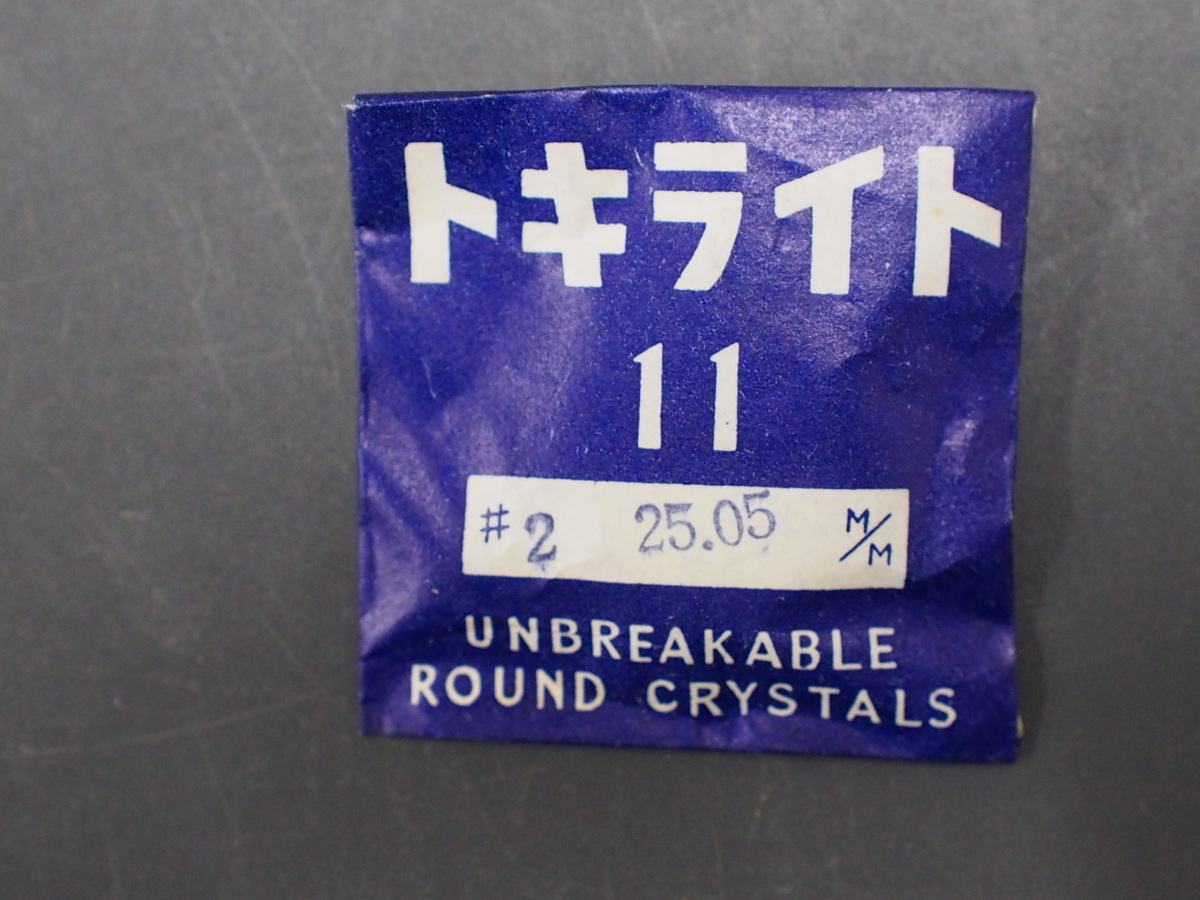 トキライト
11
# 2 25.05 M/M
UNBREAKABLE
ROUND CRYSTALS